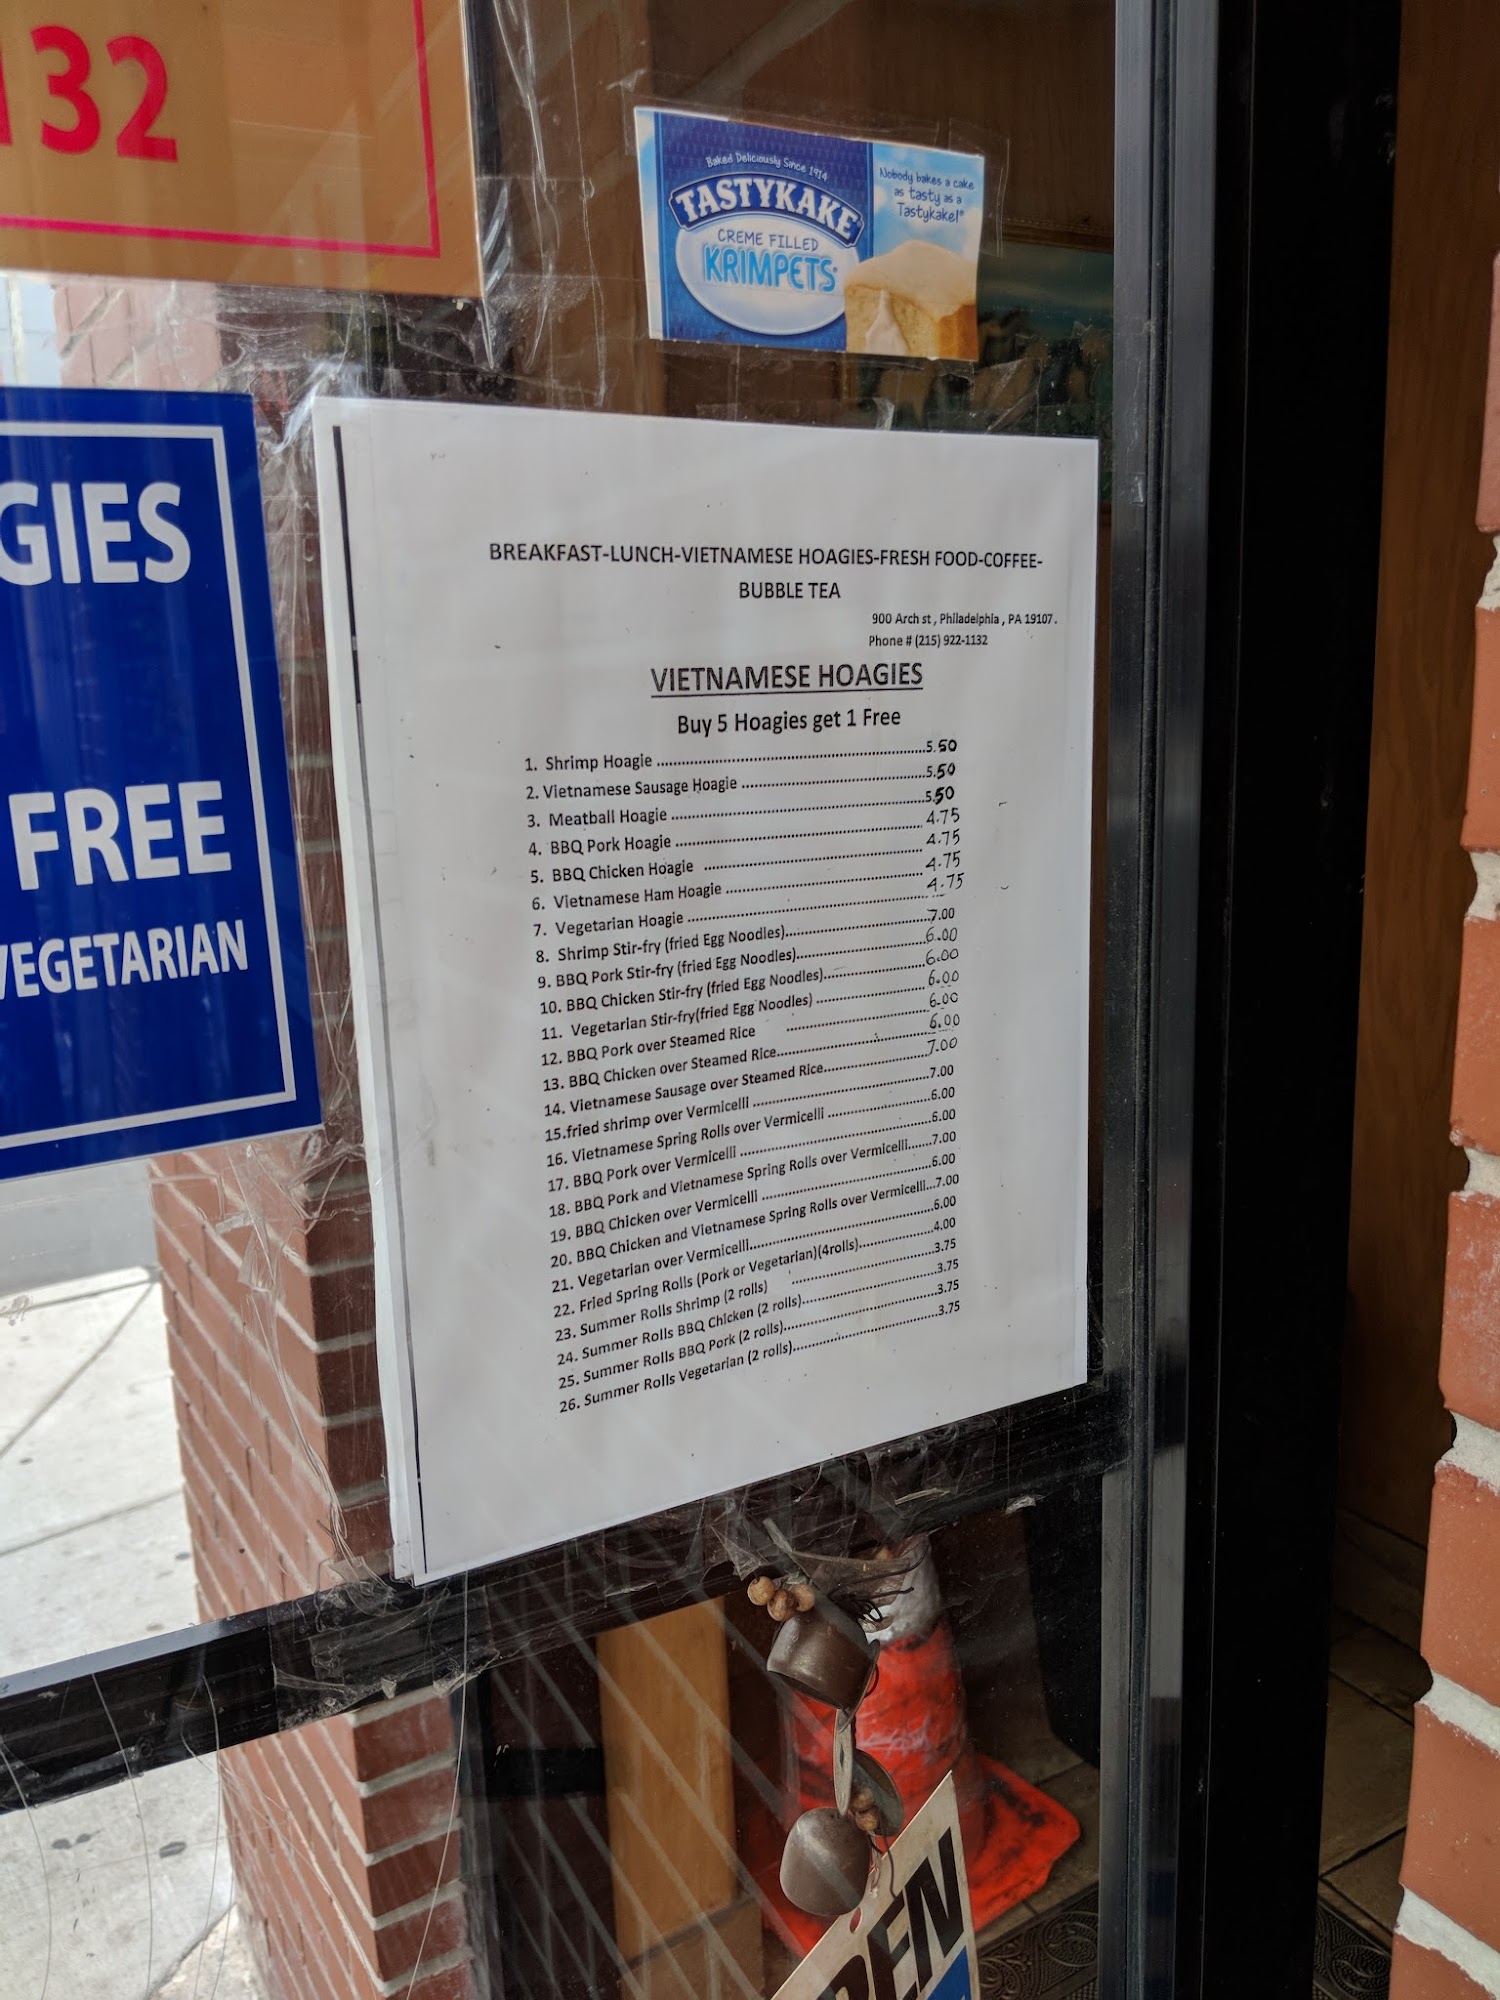 132
Baked Deliciously Since 1914
TASTYKAKE
CREME FILLED
KRIMPETS
Nobody bakes a cake
as tasty as a
Tastykake!
GIES
FREE
VEGETARIAN
BREAKFAST-LUNCH-VIETNAMESE HOAGIES-FRESH FOOD-COFFEE-
BUBBLE TEA
900 Arch st , Philadelphia , PA 19107.
Phone # (215) 922-1132
VIETNAMESE HOAGIES
Buy 5 Hoagies get 1 Free
1. Shrimp Hoagie ........ 5.50
2. Vietnamese Sausage Hoagie ........ 5.50
3. Meatball Hoagie ........ 5.50
4. BBQ Pork Hoagie ........ 4.75
5. BBQ Chicken Hoagie ........ 4.75
6. Vietnamese Ham Hoagie ........ 4.75
7. Vegetarian Hoagie ........ 4.75
8. Shrimp Stir-fry (fried Egg Noodles)........ 7.00
9. BBQ Pork Stir-fry (fried Egg Noodles)........ 6.00
10. BBQ Chicken Stir-fry (fried Egg Noodles)........ 6.00
11. Vegetarian Stir-fry(fried Egg Noodles) ........ 6.00
12. BBQ Pork over Steamed Rice ........ 6.00
13. BBQ Chicken over Steamed Rice........ 6.00
14. Vietnamese Sausage over Steamed Rice........ 7.00
15.fried shrimp over Vermicelli ........ 7.00
16. Vietnamese Spring Rolls over Vermicelli ........ 6.00
17. BBQ Pork over Vermicelli ........ 6.00
18. BBQ Pork and Vietnamese Spring Rolls over Vermicelli....... 7.00
19. BBQ Chicken over Vermicelli ........ 6.00
20. BBQ Chicken and Vietnamese Spring Rolls over Vermicelli...7.00
21. Vegetarian over Vermicelli........ 6.00
22. Fried Spring Rolls (Pork or Vegetarian)(4rolls)........ 4.00
23. Summer Rolls Shrimp (2 rolls) ........ 3.75
24. Summer Rolls BBQ Chicken (2 rolls)........ 3.75
25. Summer Rolls BBQ Pork (2 rolls)........ 3.75
26. Summer Rolls Vegetarian (2 rolls)........ 3.75
PEN